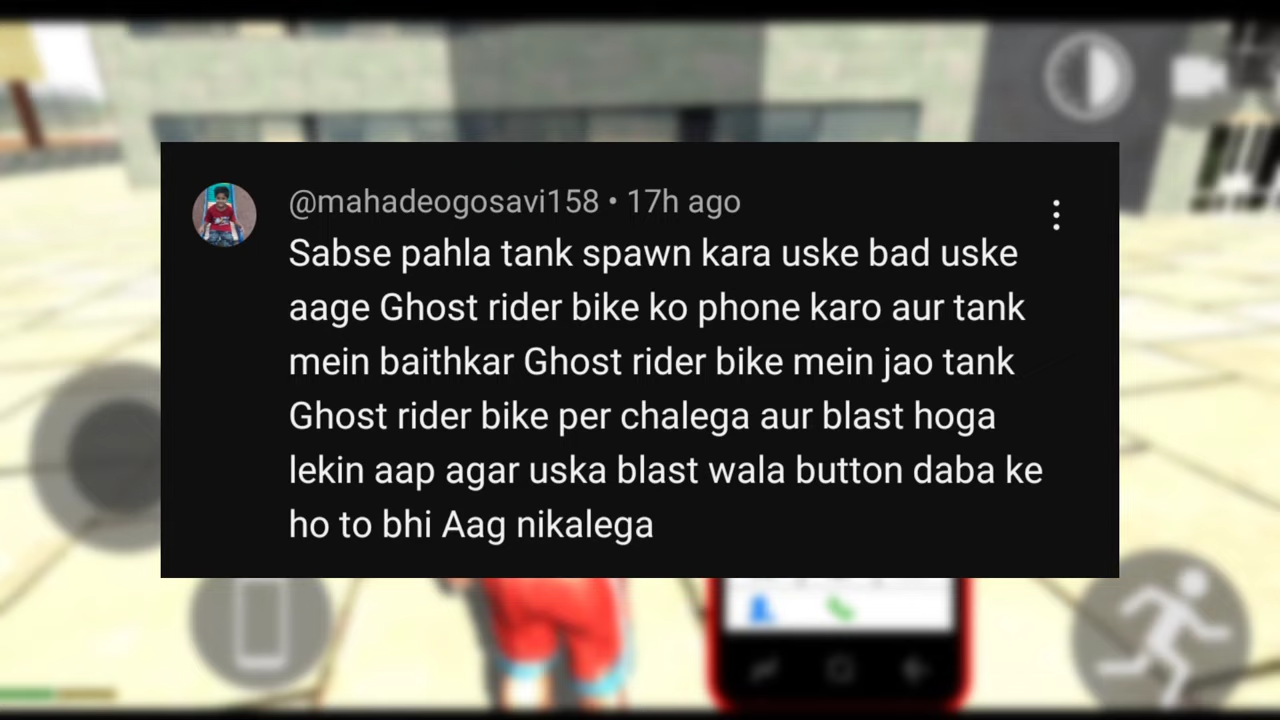 @mahadeogosavi158 • 17h ago
Sabse pahla tank spawn kara uske bad uske
aage Ghost rider bike ko phone karo aur tank
mein baithkar Ghost rider bike mein jao tank
Ghost rider bike per chalega aur blast hoga
lekin aap agar uska blast wala button daba ke
ho to bhi Aag nikalega